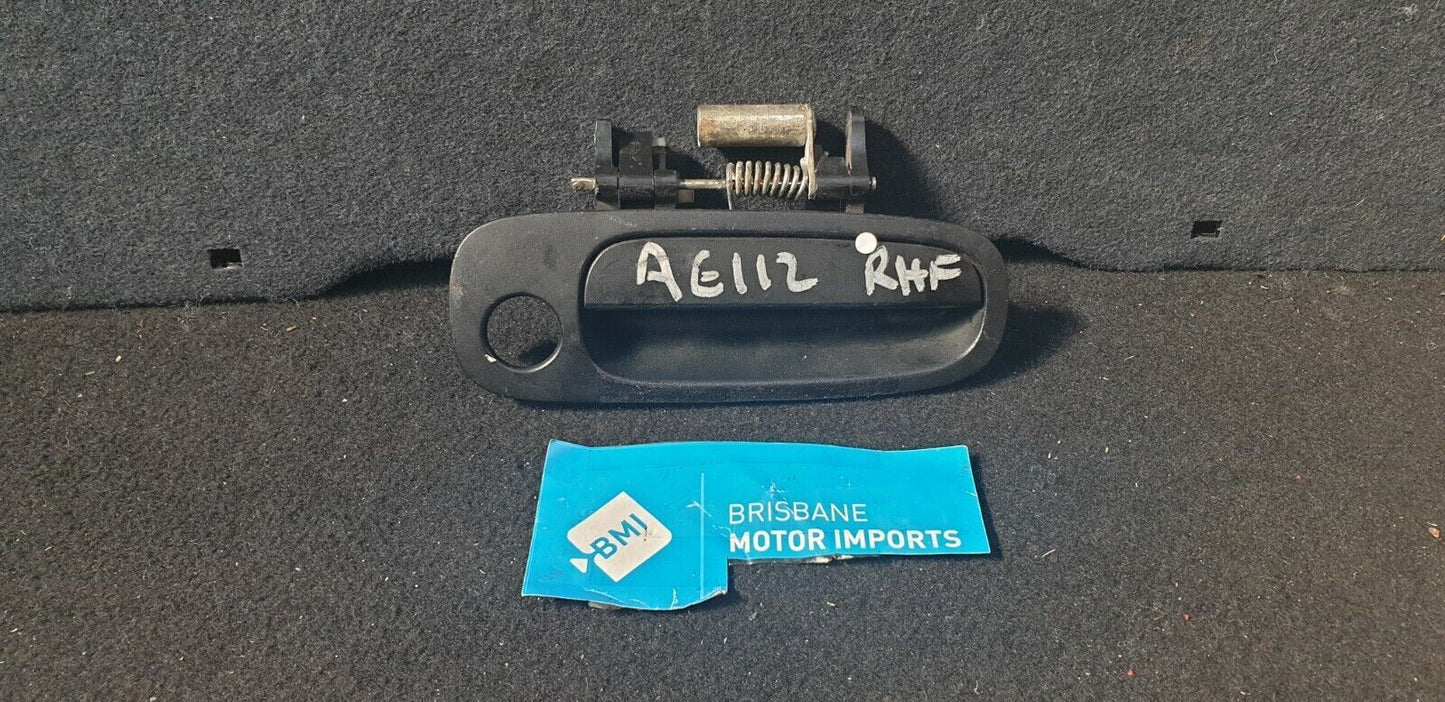 AE112 RHF
BMI
BRISBANE
MOTOR IMPORTS